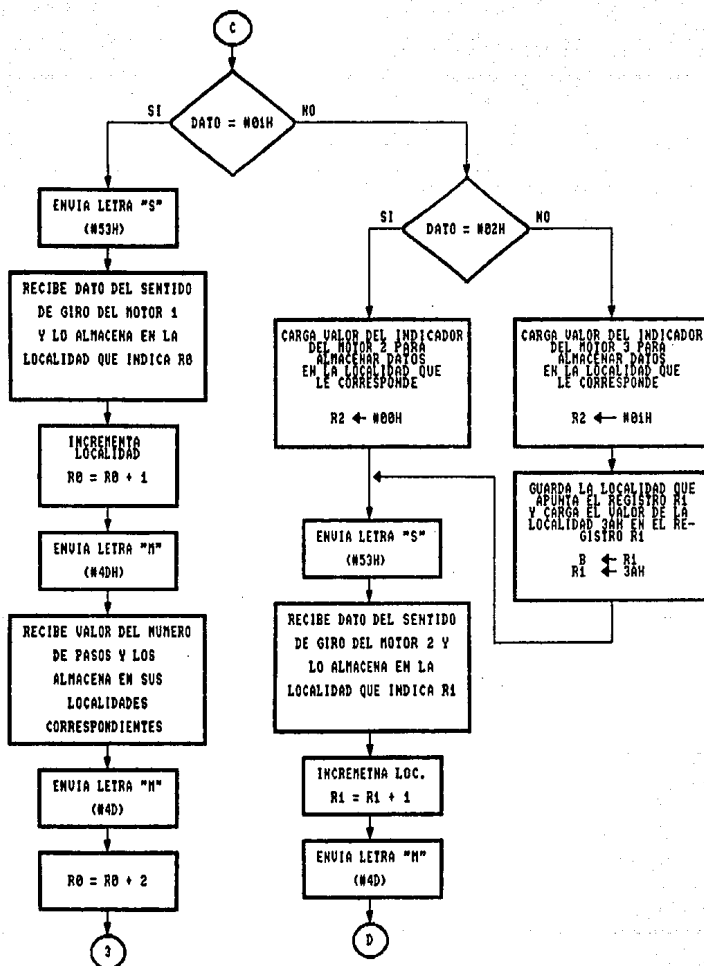 C
SI
DATO = #01H
NO
ENVIA LETRA "S"
(#53H)
RECIBE DATO DEL SENTIDO
DE GIRO DEL MOTOR 1
Y LO ALMACENA EN LA
LOCALIDAD QUE INDICA R0
INCREMENTA
LOCALIDAD
R0 = R0 + 1
ENVIA LETRA "M"
(#4DH)
RECIBE VALOR DEL NUMERO
DE PASOS Y LOS
ALMACENA EN SUS
LOCALIDADES
CORRESPONDIENTES
ENVIA LETRA "M"
(#4D)
R0 = R0 + 2
3
SI
DATO = #02H
NO
CARGA VALOR DEL INDICADOR
DEL MOTOR 2 PARA
ALMACENAR DATOS
EN LA LOCALIDAD QUE
LE CORRESPONDE
R2 ← #00H
ENVIA LETRA "S"
(#53H)
RECIBE DATO DEL SENTIDO
DE GIRO DEL MOTOR 2 Y
LO ALMACENA EN LA
LOCALIDAD QUE INDICA R1
INCREMETNA LOC.
R1 = R1 + 1
ENVIA LETRA "M"
(#4D)
D
CARGA VALOR DEL INDICADOR
DEL MOTOR 3 PARA
ALMACENAR DATOS
EN LA LOCALIDAD QUE
LE CORRESPONDE
R2 ← #01H
GUARDA LA LOCALIDAD QUE
APUNTA EL REGISTRO R1
Y CARGA EL VALOR DE LA
LOCALIDAD 3AH EN EL RE-
GISTRO R1
B ← R1
R1 ← 3AH